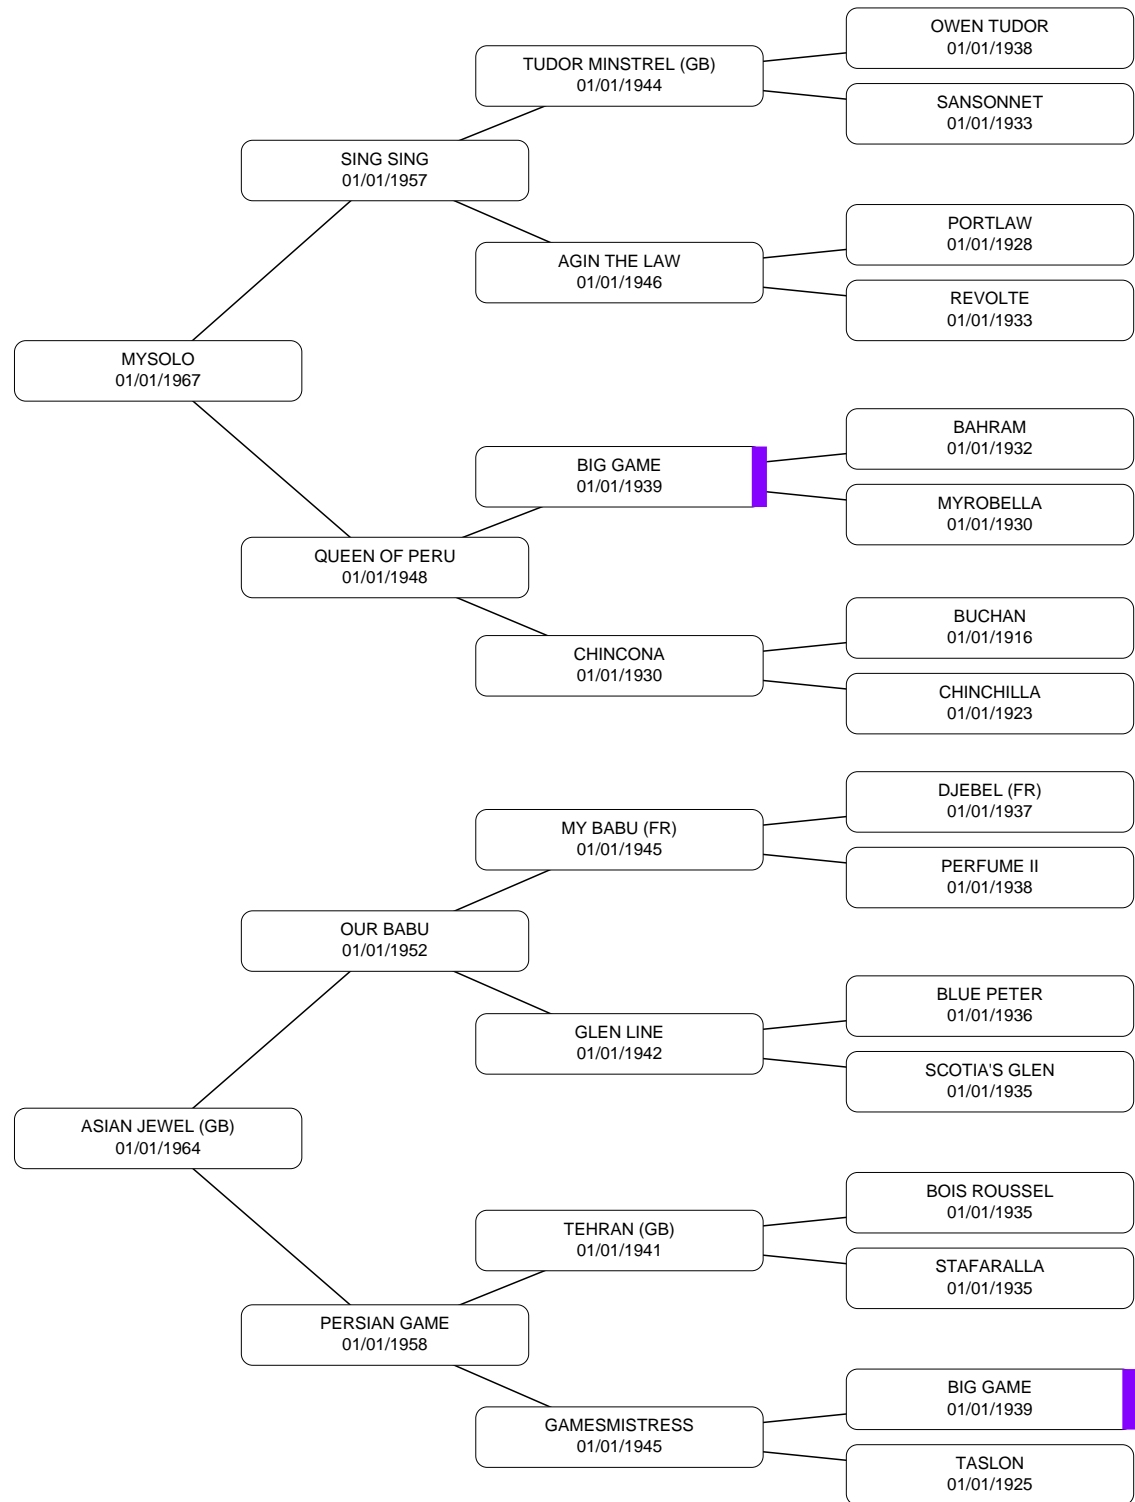 OWEN TUDOR
01/01/1938
TUDOR MINSTREL (GB)
01/01/1944
SANSONNET
01/01/1933
SING SING
01/01/1957
PORTLAW
01/01/1928
AGIN THE LAW
01/01/1946
REVOLTE
01/01/1933
MYSOLO
01/01/1967
BAHRAM
01/01/1932
BIG GAME
01/01/1939
MYROBELLA
01/01/1930
QUEEN OF PERU
01/01/1948
BUCHAN
01/01/1916
CHINCONA
01/01/1930
CHINCHILLA
01/01/1923
DJEBEL (FR)
01/01/1937
MY BABU (FR)
01/01/1945
PERFUME II
01/01/1938
OUR BABU
01/01/1952
BLUE PETER
01/01/1936
GLEN LINE
01/01/1942
SCOTIA'S GLEN
01/01/1935
ASIAN JEWEL (GB)
01/01/1964
BOIS ROUSSEL
01/01/1935
TEHRAN (GB)
01/01/1941
STAFARALLA
01/01/1935
PERSIAN GAME
01/01/1958
BIG GAME
01/01/1939
GAMESMISTRESS
01/01/1945
TASLON
01/01/1925